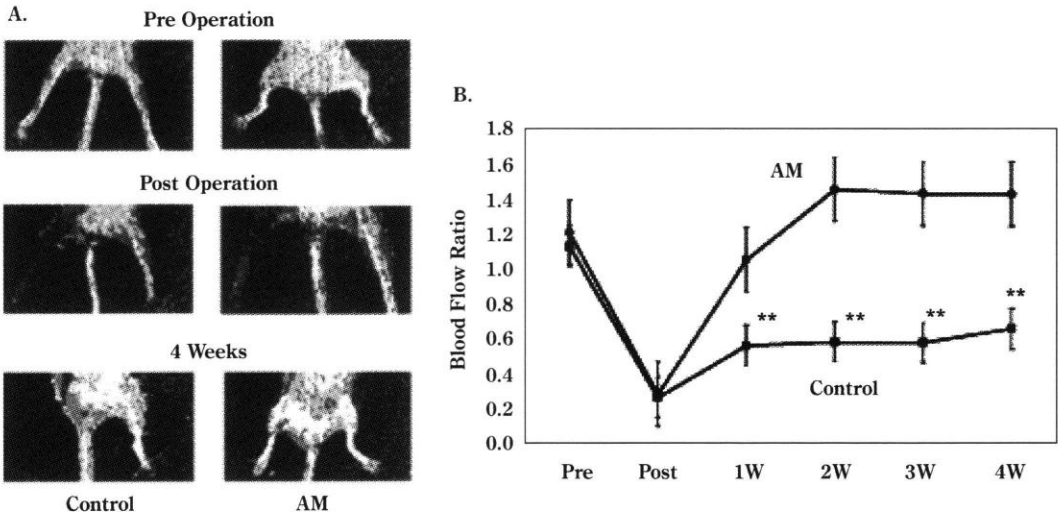 A.
Pre Operation
Post Operation
4 Weeks
Control AM
B.
Blood Flow Ratio
1.8
1.6
1.4
1.2
1.0
0.8
0.6
0.4
0.2
0.0
AM
** ** ** **
Control
Pre Post 1W 2W 3W 4W